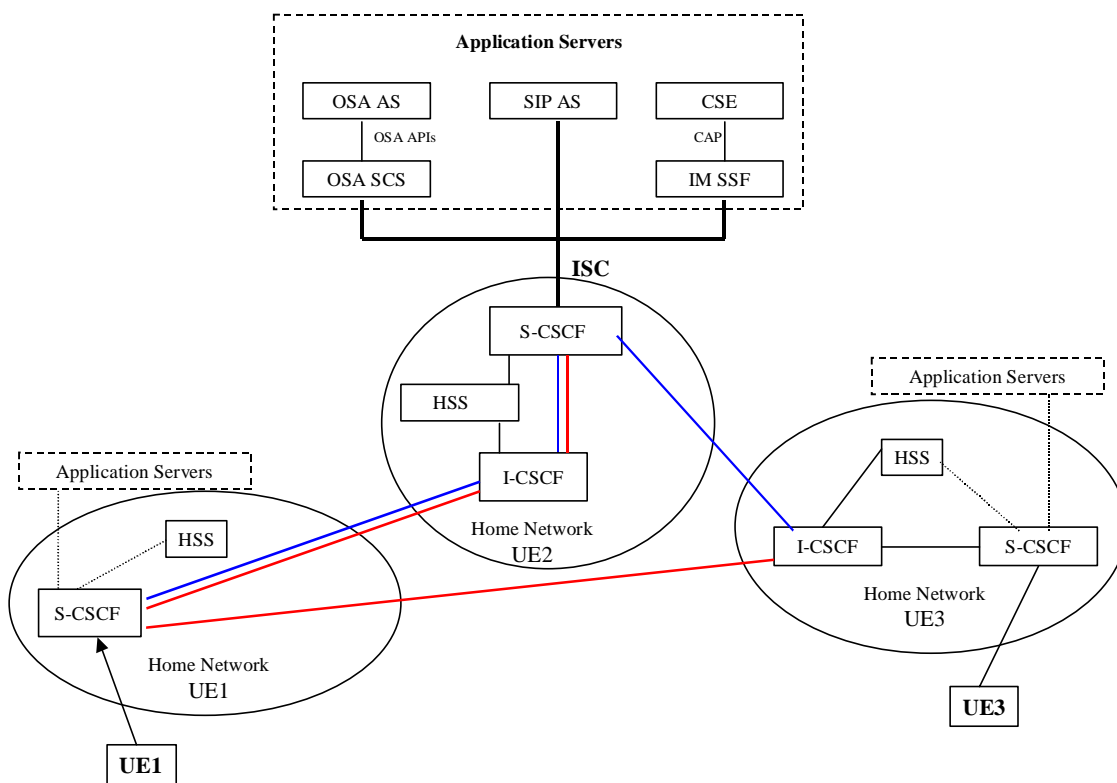 Application Servers
OSA AS
SIP AS
CSE
OSA APIs
CAP
OSA SCS
IM SSF
ISC
S-CSCF
HSS
I-CSCF
Home Network
UE2
Application Servers
HSS
I-CSCF
S-CSCF
Home Network
UE3
UE3
Application Servers
HSS
S-CSCF
Home Network
UE1
UE1